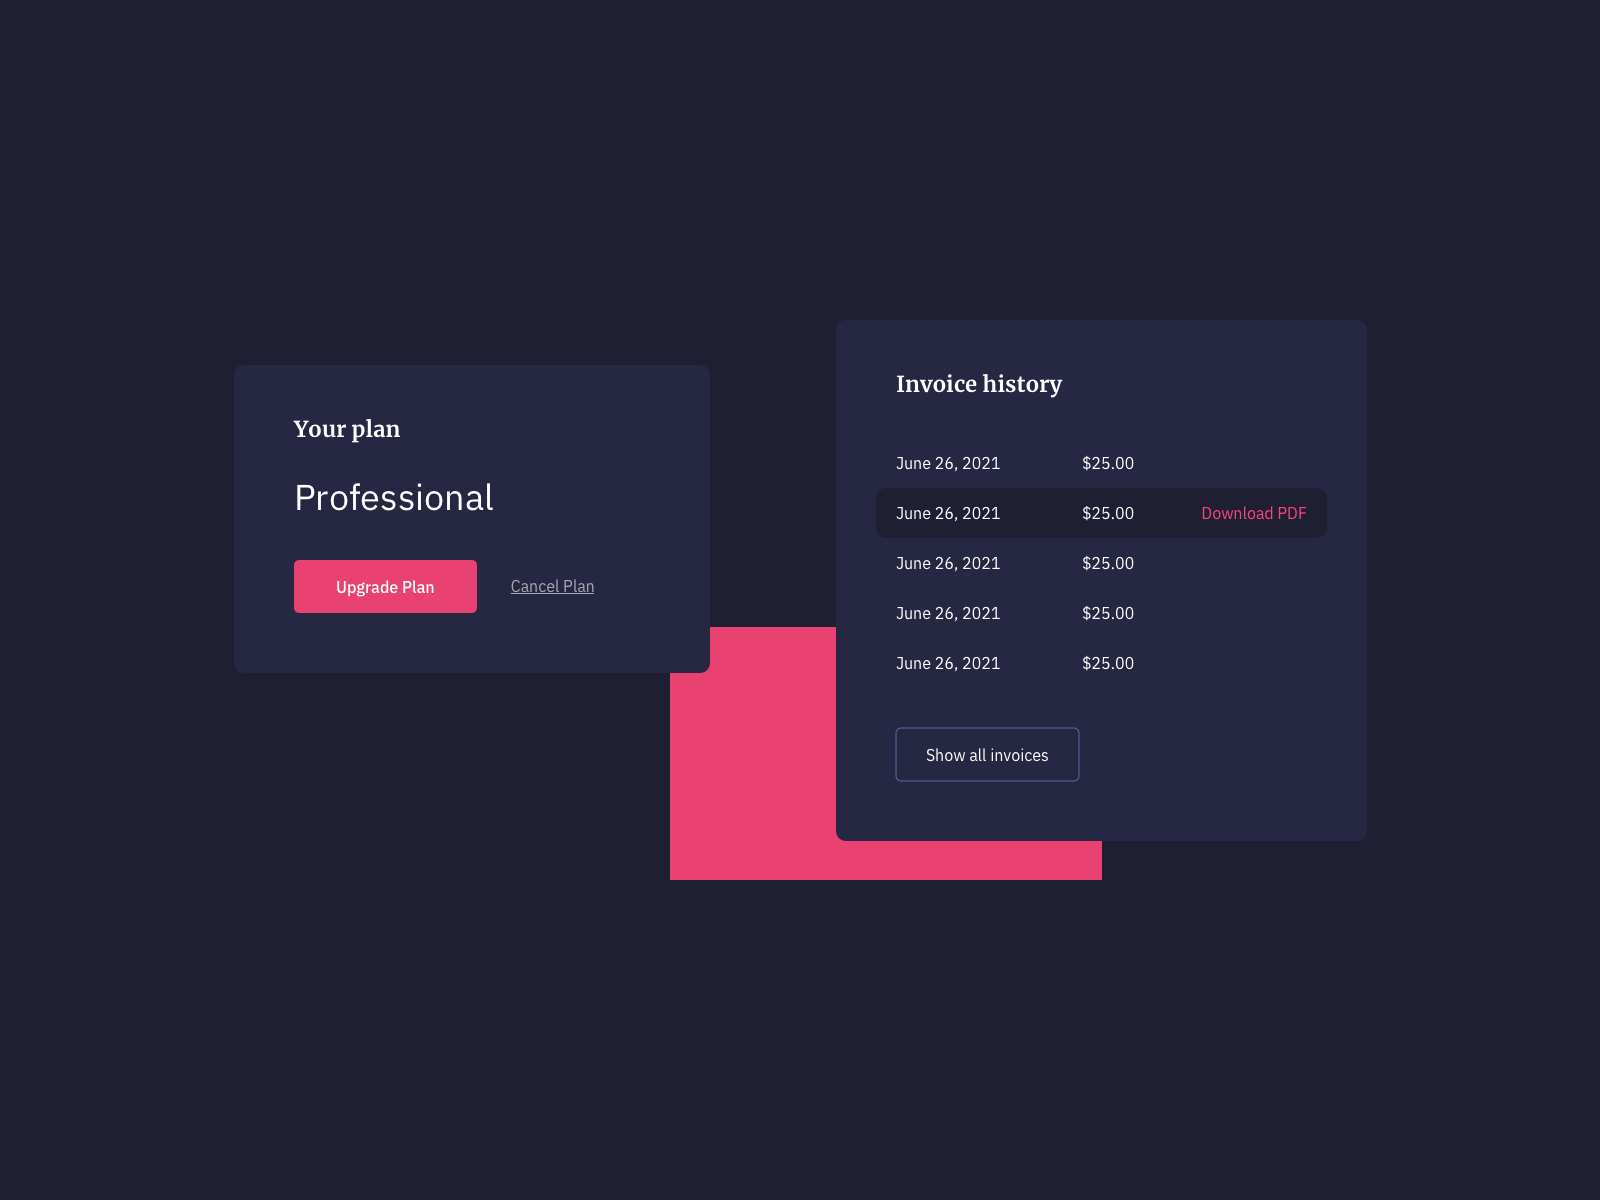 Your plan
Professional
Upgrade Plan Cancel Plan
Invoice history
June 26, 2021 $25.00
June 26, 2021 $25.00 Download PDF
June 26, 2021 $25.00
June 26, 2021 $25.00
June 26, 2021 $25.00
Show all invoices